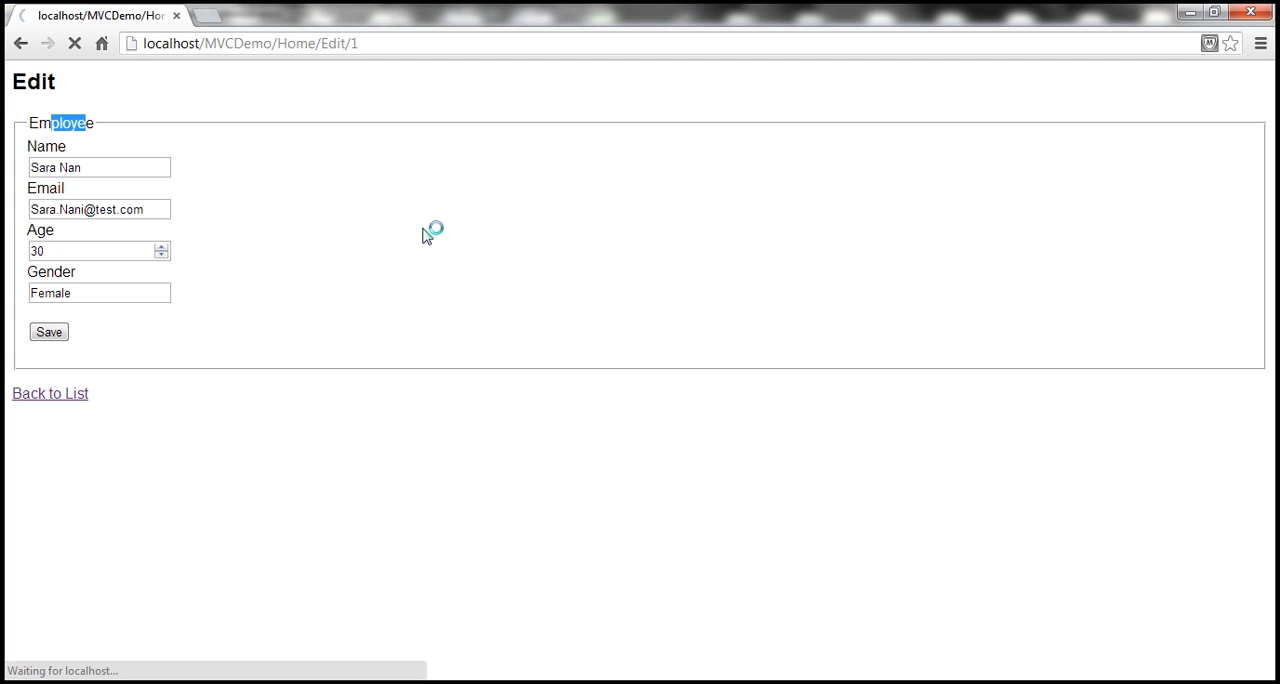 localhost/MVCDemo/Hor
localhost/MVCDemo/Home/Edit/1
Edit
Employee
Name
Sara Nan
Email
Sara.Nani@test.com
Age
30
Gender
Female
Save
Back to List
Waiting for localhost...